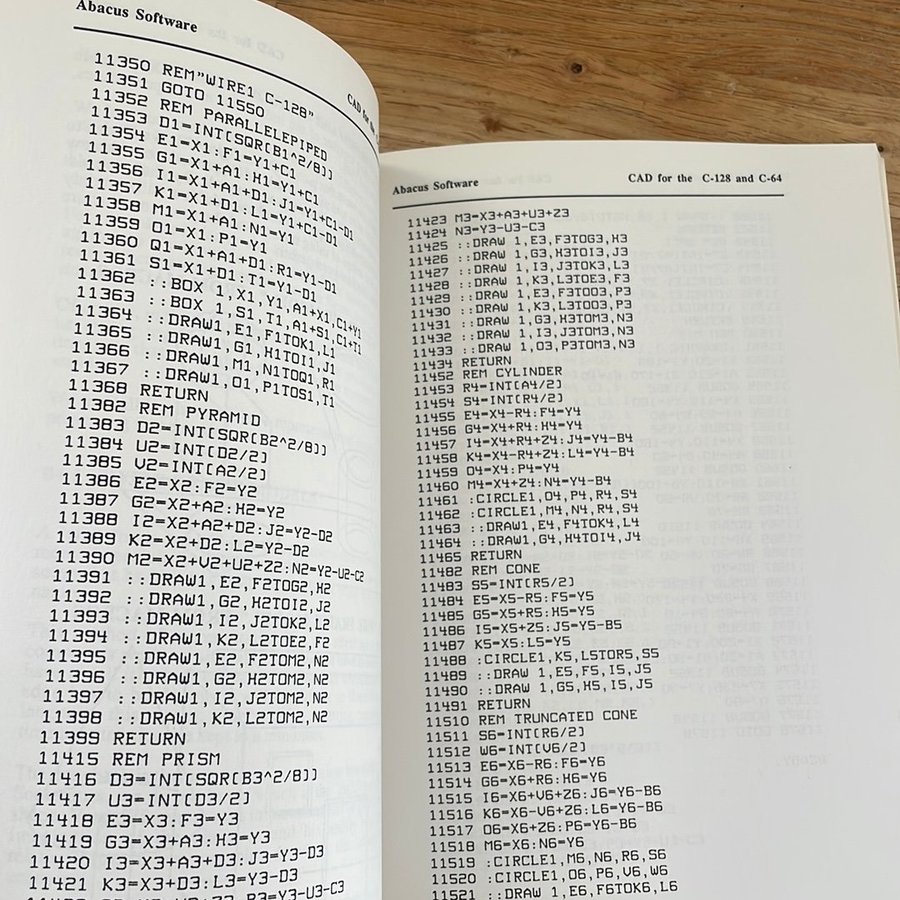 Abacus Software
CAD for the
11350 REM"WIRE1 C-128"
11351 GOTO 11550
11352 REM PARALLELEPIPED
11353 D1=INT(SQR(B1^2/8))
11354 E1=X1:F1=Y1+C1
11355 G1=X1+A1:H1=Y1+C1
11356 I1=X1+A1+D1:J1=Y1+C1-D1
11357 K1=X1+D1:L1=Y1+C1-D1
11358 M1=X1+A1:N1=Y1
11359 O1=X1:P1=Y1
11360 Q1=X1+A1+D1:R1=Y1-D1
11361 S1=X1+D1:T1=Y1-D1
11362 ::BOX 1,X1,Y1,A1+X1,C1+Y1
11363 ::BOX 1,S1,T1,A1+S1,C1+T1
11364 ::DRAW1,E1,F1TOK1,L1
11365 ::DRAW1,G1,H1TOI1,J1
11366 ::DRAW1,M1,N1TOQ1,R1
11367 ::DRAW1,O1,P1TOS1,T1
11368 RETURN
11382 REM PYRAMID
11383 D2=INT(SQR(B2^2/8))
11384 U2=INT(D2/2)
11385 V2=INT(A2/2)
11386 E2=X2:F2=Y2
11387 G2=X2+A2:H2=Y2
11388 I2=X2+A2+D2:J2=Y2-D2
11389 K2=X2+D2:L2=Y2-D2
11390 M2=X2+V2+U2+Z2:N2=Y2-U2-C2
11391 ::DRAW1,E2,F2TOG2,H2
11392 ::DRAW1,G2,H2TOI2,J2
11393 ::DRAW1,I2,J2TOK2,L2
11394 ::DRAW1,K2,L2TOE2,F2
11395 ::DRAW1,E2,F2TOM2,N2
11396 ::DRAW1,G2,H2TOM2,N2
11397 ::DRAW1,I2,J2TOM2,N2
11398 ::DRAW1,K2,L2TOM2,N2
11399 RETURN
11415 REM PRISM
11416 D3=INT(SQR(B3^2/8))
11417 U3=INT(D3/2)
11418 E3=X3:F3=Y3
11419 G3=X3+A3:H3=Y3
11420 I3=X3+A3+D3:J3=Y3-D3
11421 K3=X3+D3:L3=Y3-D3
P3=Y3-U3-C3
Abacus Software
CAD for the C-128 and C-64
11423 M3=X3+A3+U3+Z3
11424 N3=Y3-U3-C3
11425 ::DRAW 1,E3,F3TOG3,H3
11426 ::DRAW 1,G3,H3TOI3,J3
11427 ::DRAW 1,I3,J3TOK3,L3
11428 ::DRAW 1,K3,L3TOE3,F3
11429 ::DRAW 1,E3,F3TOO3,P3
11430 ::DRAW 1,K3,L3TOO3,P3
11431 ::DRAW 1,G3,H3TOM3,N3
11432 ::DRAW 1,I3,J3TOM3,N3
11433 ::DRAW 1,O3,P3TOM3,N3
11434 RETURN
11452 REM CYLINDER
11453 R4=INT(A4/2)
11454 S4=INT(R4/2)
11455 E4=X4-R4:F4=Y4
11456 G4=X4+R4:H4=Y4
11457 I4=X4+R4+Z4:J4=Y4-B4
11458 K4=X4-R4+Z4:L4=Y4-B4
11459 O4=X4:P4=Y4
11460 M4=X4+Z4:N4=Y4-B4
11461 :CIRCLE1,O4,P4,R4,S4
11462 :CIRCLE1,M4,N4,R4,S4
11463 ::DRAW1,E4,F4TOK4,L4
11464 ::DRAW1,G4,H4TOI4,J4
11465 RETURN
11482 REM CONE
11483 S5=INT(R5/2)
11484 E5=X5-R5:F5=Y5
11485 G5=X5+R5:H5=Y5
11486 I5=X5+Z5:J5=Y5-B5
11487 K5=X5:L5=Y5
11488 :CIRCLE1,K5,L5TOR5,S5
11489 ::DRAW 1,E5,F5,I5,J5
11490 ::DRAW 1,G5,H5,I5,J5
11491 RETURN
11510 REM TRUNCATED CONE
11511 S6=INT(R6/2)
11512 W6=INT(V6/2)
11513 E6=X6-R6:F6=Y6
11514 G6=X6+R6:H6=Y6
11515 I6=X6+V6+Z6:J6=Y6-B6
11516 K6=X6-V6+Z6:L6=Y6-B6
11517 O6=X6+Z6:P6=Y6-B6
11518 M6=X6:N6=Y6
11519 :CIRCLE1,M6,N6,R6,S6
11520 :CIRCLE1,O6,P6,V6,W6
11521 ::DRAW 1,E6,F6TOK6,L6